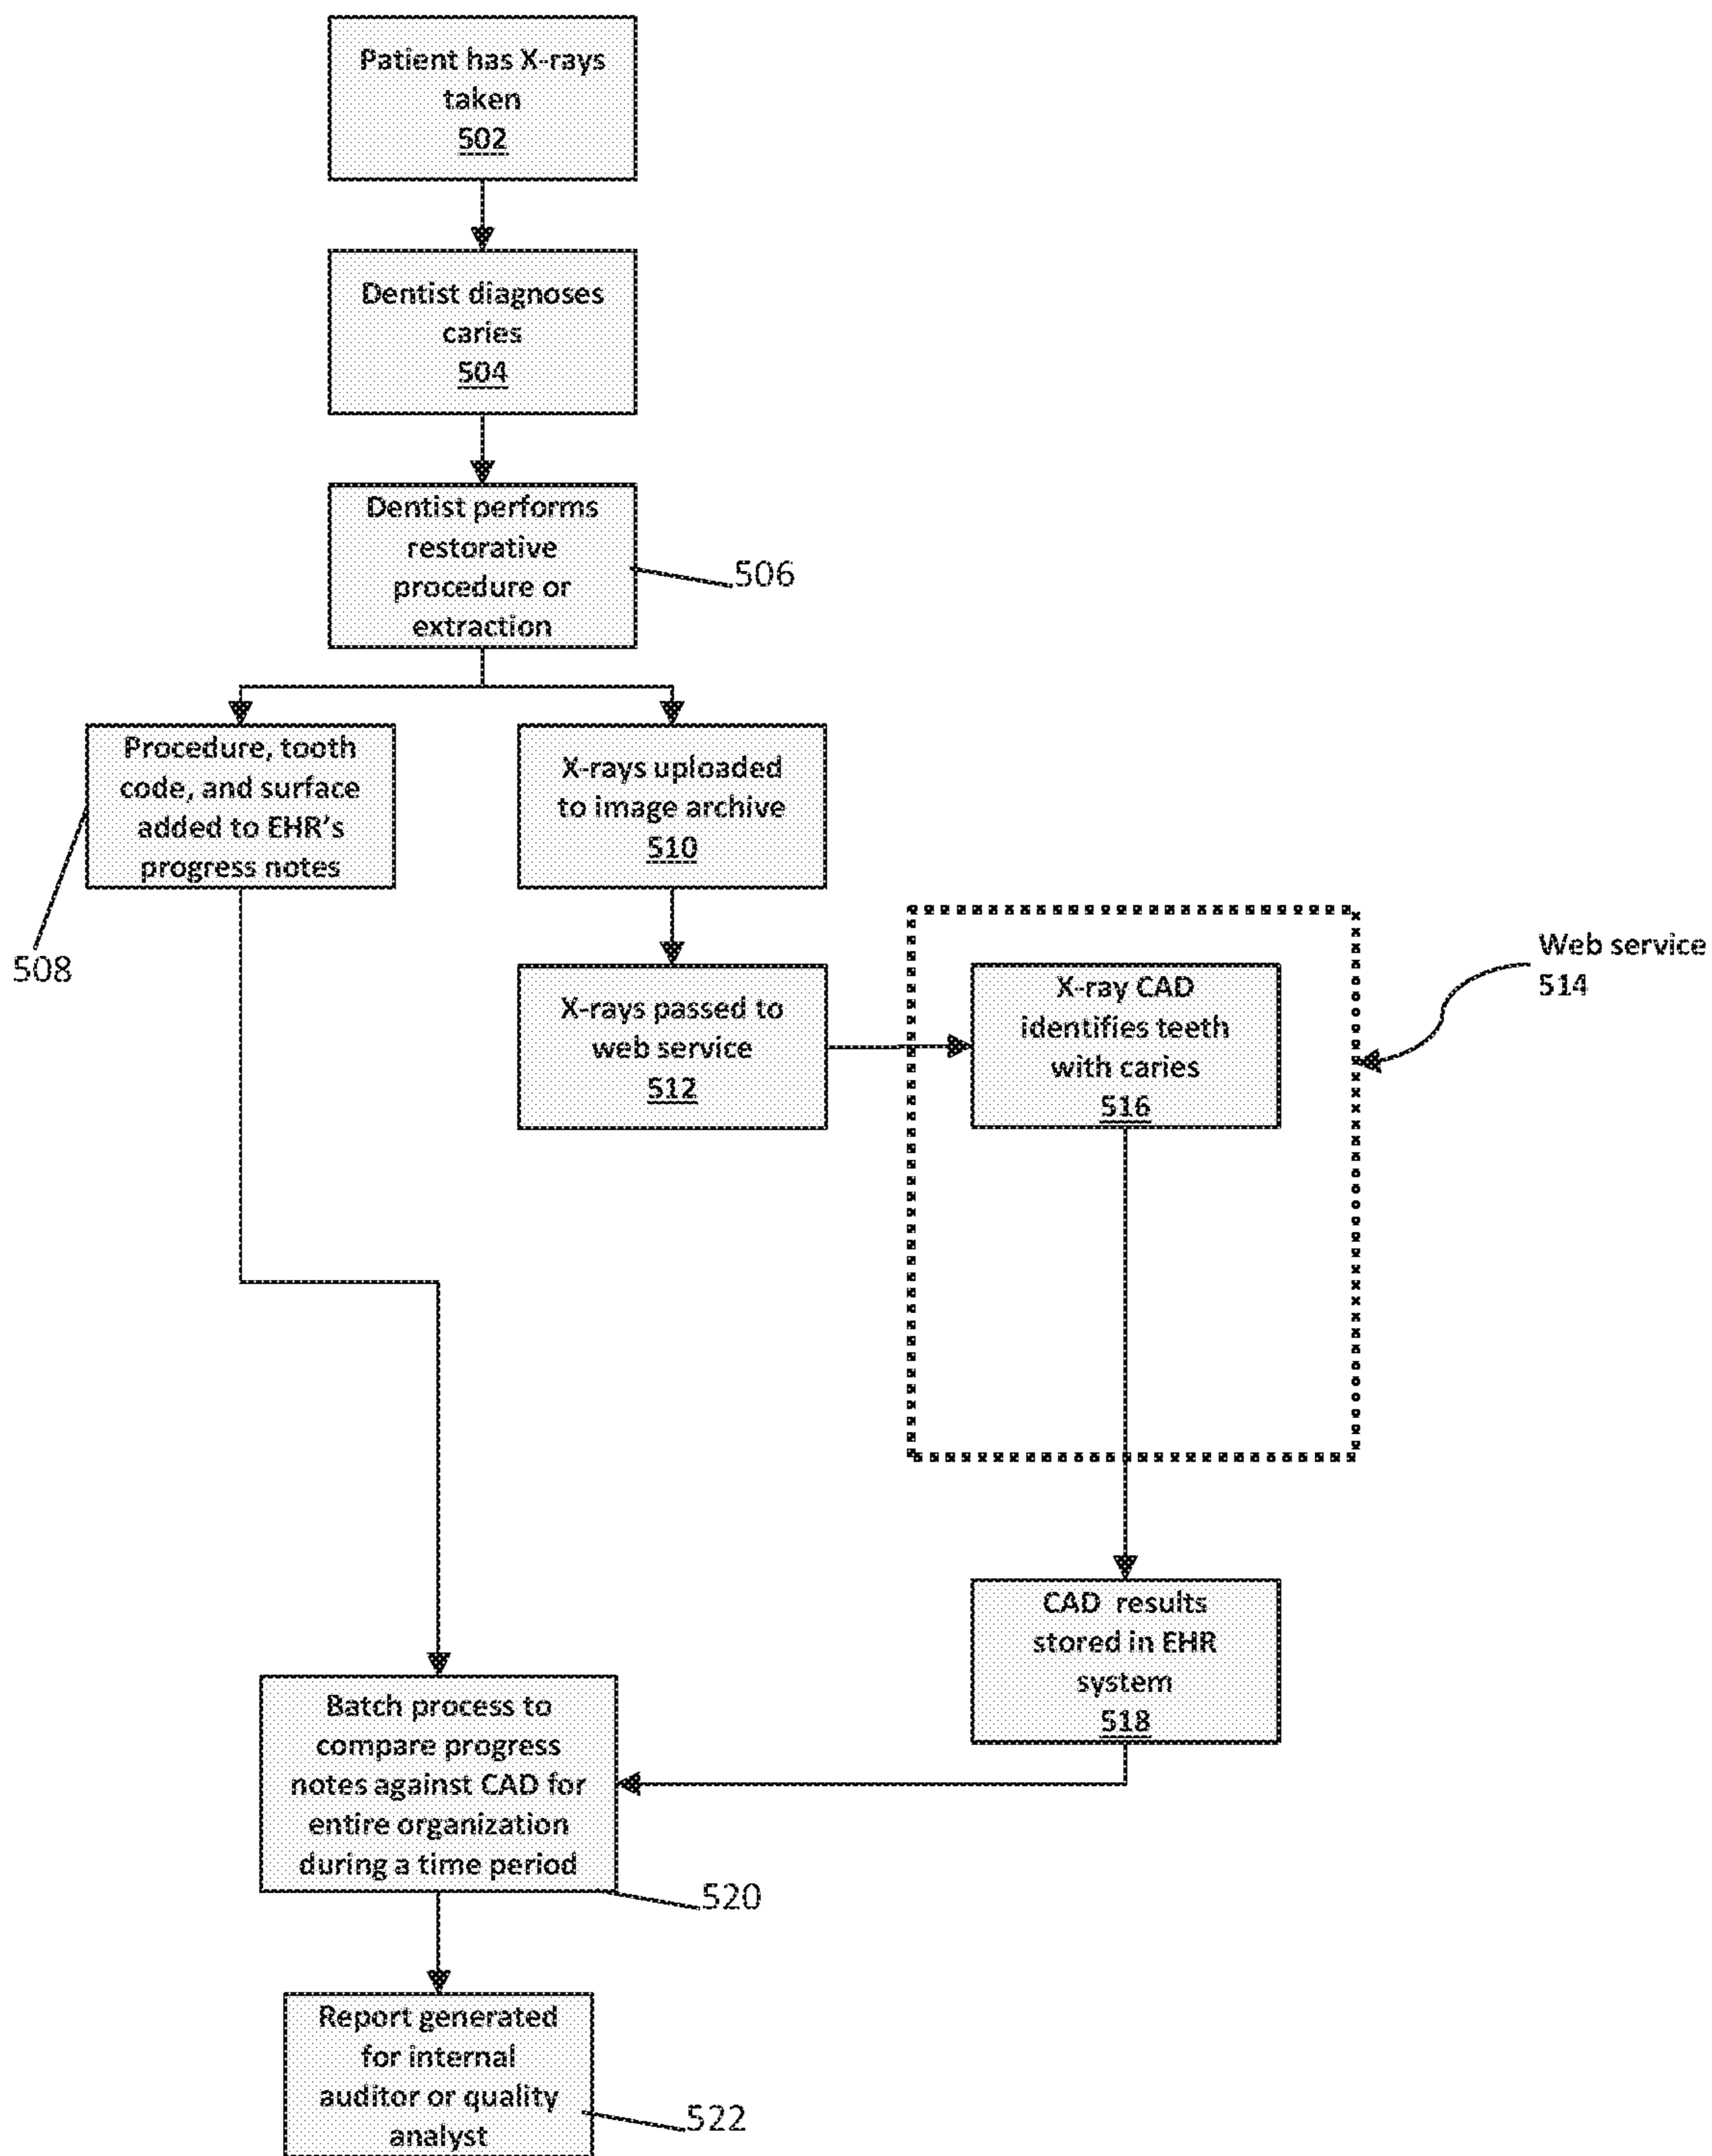 Patient has X-rays
taken
502
Dentist diagnoses
caries
504
Dentist performs
restorative
procedure or
extraction
506
Procedure, tooth
code, and surface
added to EHR's
progress notes
508
X-rays uploaded
to image archive
510
X-rays passed to
web service
512
Web service
514
X-ray CAD
identifies teeth
with caries
516
CAD results
stored in EHR
system
518
Batch process to
compare progress
notes against CAD for
entire organization
during a time period
520
Report generated
for internal
auditor or quality
analyst
522